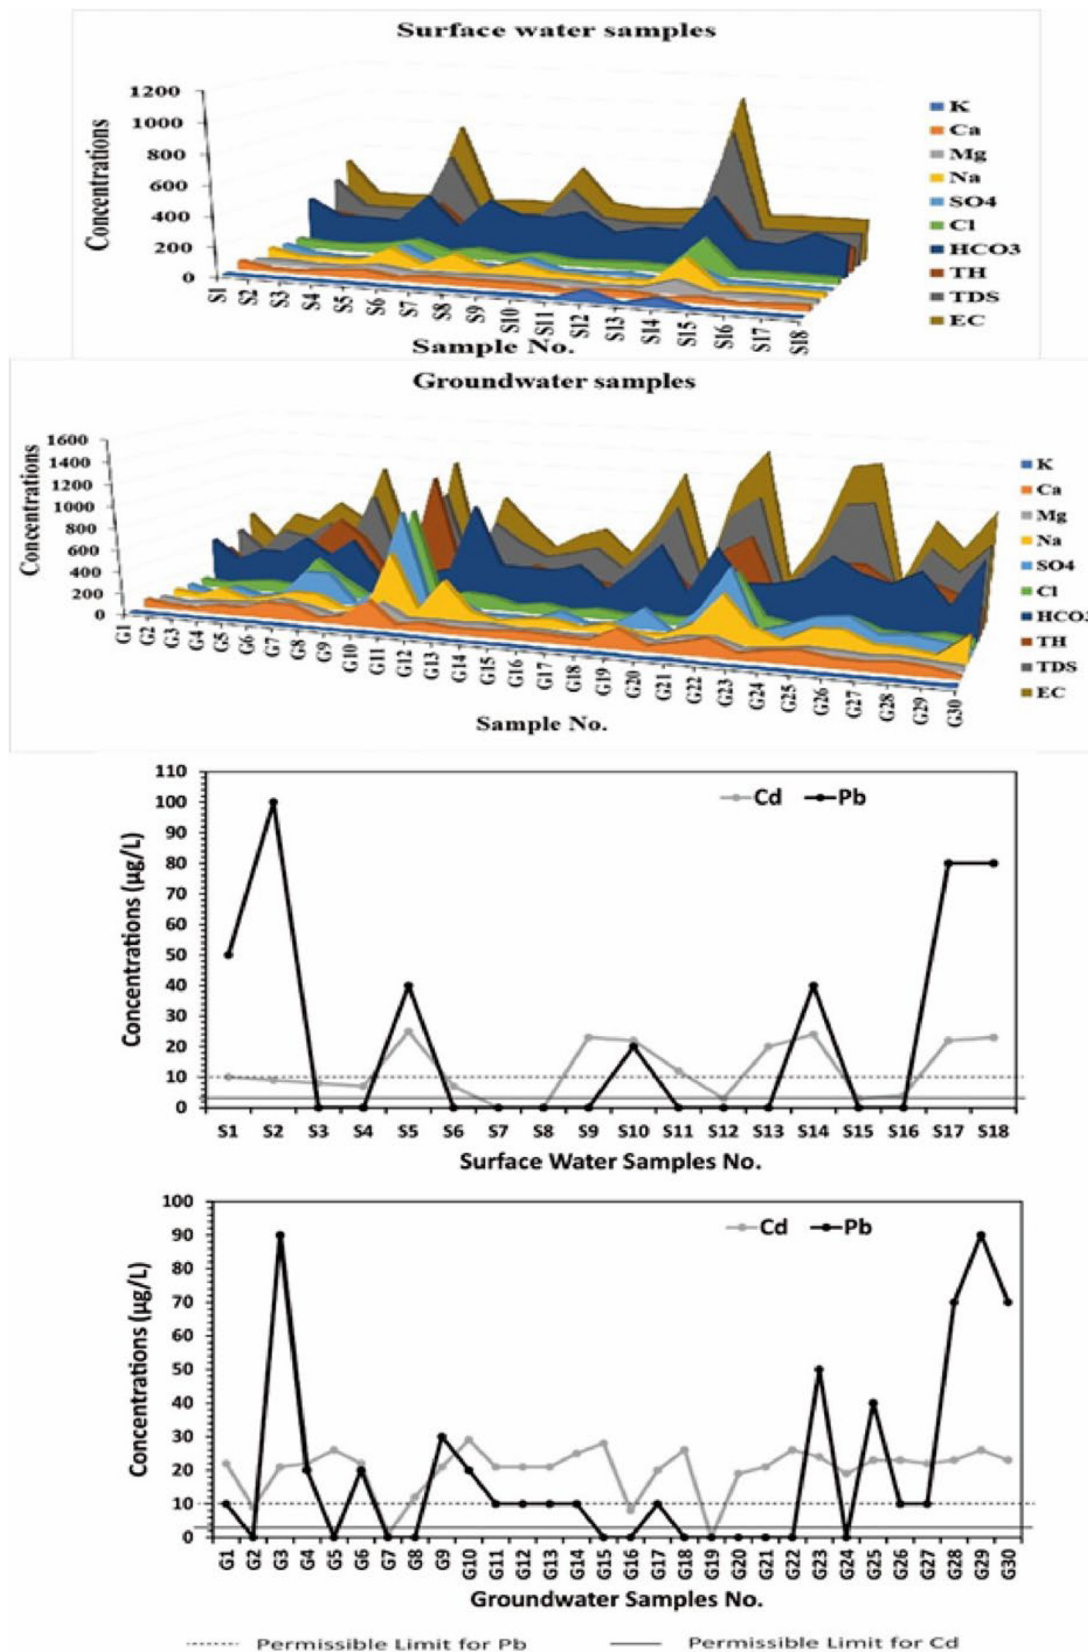 Surface water samples
Concentrations
1200
1000
800
600
400
200
0
S1 S2 S3 S4 S5 S6 S7 S8 S9 S10 S11 S12 S13 S14 S15 S16 S17 S18
Sample No.
K
Ca
Mg
Na
SO4
Cl
HCO3
TH
TDS
EC
Groundwater samples
Concentrations
1600
1400
1200
1000
800
600
400
200
0
G1 G2 G3 G4 G5 G6 G7 G8 G9 G10 G11 G12 G13 G14 G15 G16 G17 G18 G19 G20 G21 G22 G23 G24 G25 G26 G27 G28 G29 G30
Sample No.
K
Ca
Mg
Na
SO4
Cl
HCO3
TH
TDS
EC
Concentrations (µg/L)
110
100
90
80
70
60
50
40
30
20
10
0
Cd Pb
S1 S2 S3 S4 S5 S6 S7 S8 S9 S10 S11 S12 S13 S14 S15 S16 S17 S18
Surface Water Samples No.
Concentrations (µg/L)
100
90
80
70
60
50
40
30
20
10
0
Cd Pb
G1 G2 G3 G4 G5 G6 G7 G8 G9 G10 G11 G12 G13 G14 G15 G16 G17 G18 G19 G20 G21 G22 G23 G24 G25 G26 G27 G28 G29 G30
Groundwater Samples No.
Permissible Limit for Pb Permissible Limit for Cd